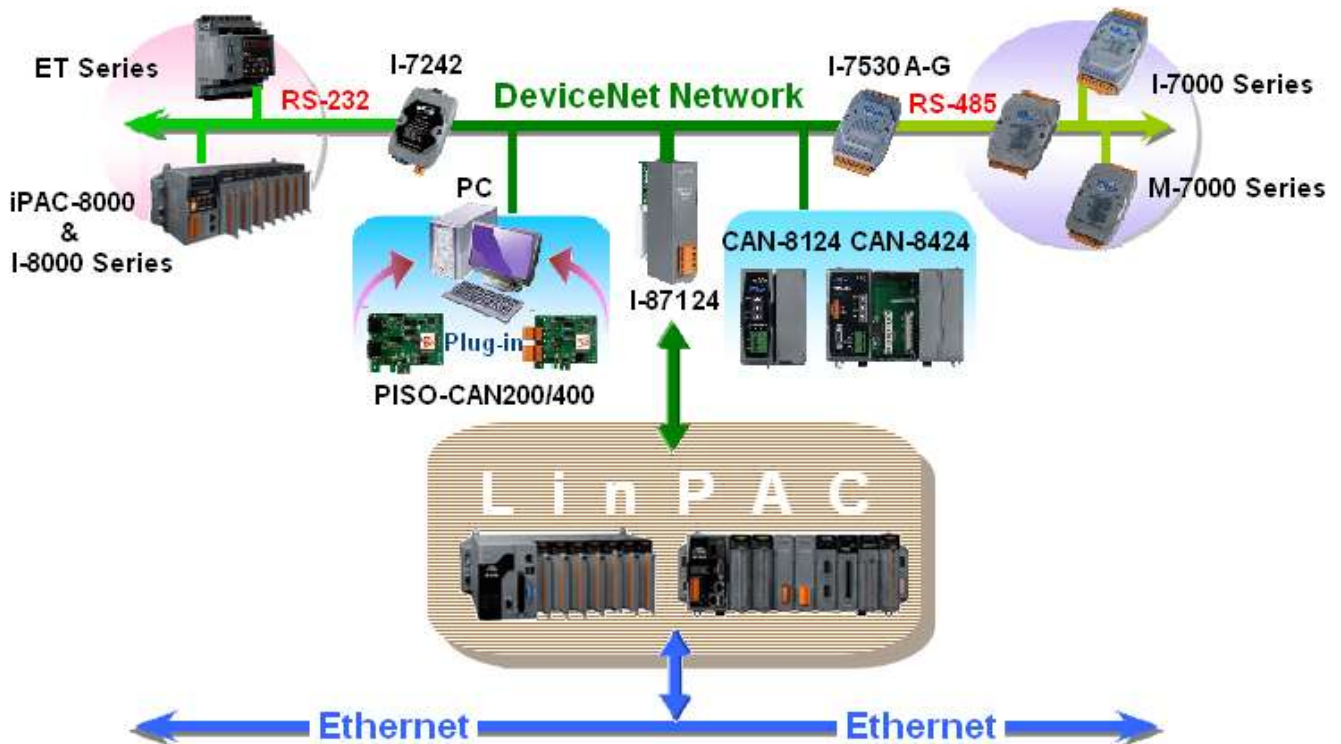 ET Series
I-7242
I-7530 A-G
RS-232
DeviceNet Network
RS-485
I-7000 Series
iPAC-8000
&
I-8000 Series
PC
M-7000 Series
CAN-8124 CAN-8424
I-87124
Plug-in
PISO-CAN200/400
LinPAC
Ethernet Ethernet